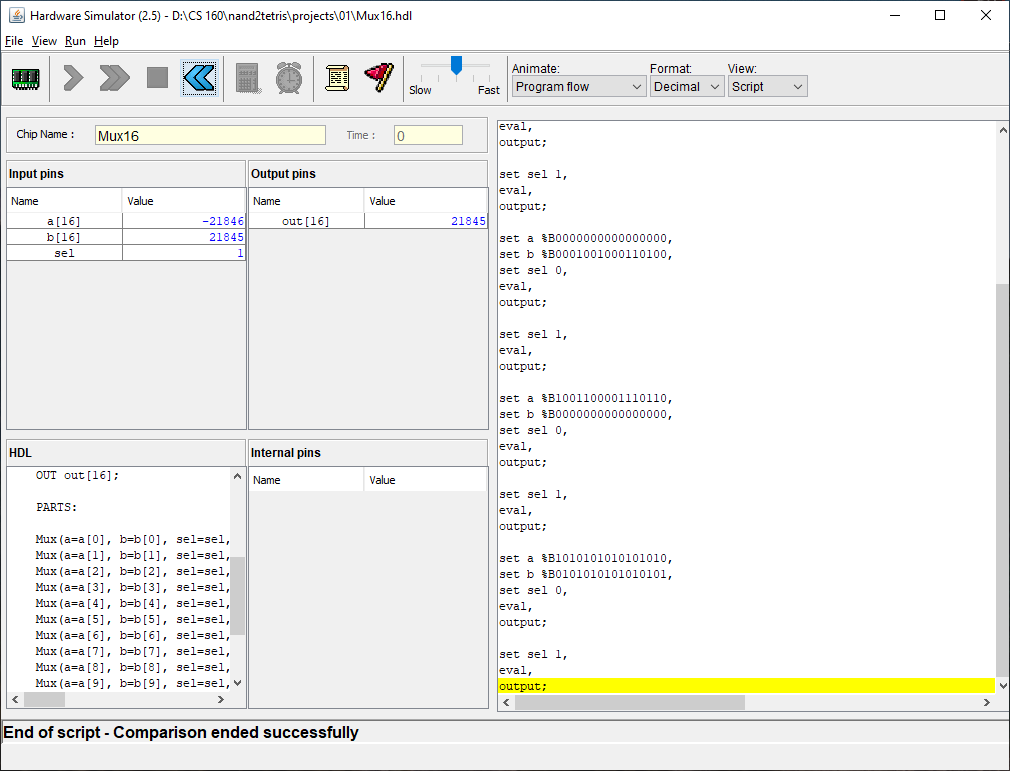 Hardware Simulator (2.5) - D:\CS 160\nand2tetris\projects\01\Mux16.hdl
File View Run Help
Slow
Fast
Animate:
Program flow
Format:
Decimal
View:
Script
Chip Name :
Mux16
Time :
0
Input pins
Name Value
a[16] -21846
b[16] 21845
sel 1
Output pins
Name Value
out[16] 21845
HDL
OUT out[16];
PARTS:
Mux(a=a[0], b=b[0], sel=sel,
Mux(a=a[1], b=b[1], sel=sel,
Mux(a=a[2], b=b[2], sel=sel,
Mux(a=a[3], b=b[3], sel=sel,
Mux(a=a[4], b=b[4], sel=sel,
Mux(a=a[5], b=b[5], sel=sel,
Mux(a=a[6], b=b[6], sel=sel,
Mux(a=a[7], b=b[7], sel=sel,
Mux(a=a[8], b=b[8], sel=sel,
Mux(a=a[9], b=b[9], sel=sel,
Internal pins
Name Value
eval,
output;
set sel 1,
eval,
output;
set a %B0000000000000000,
set b %B0001001000110100,
set sel 0,
eval,
output;
set sel 1,
eval,
output;
set a %B1001100001110110,
set b %B0000000000000000,
set sel 0,
eval,
output;
set sel 1,
eval,
output;
set a %B1010101010101010,
set b %B0101010101010101,
set sel 0,
eval,
output;
set sel 1,
eval,
output;
End of script - Comparison ended successfully